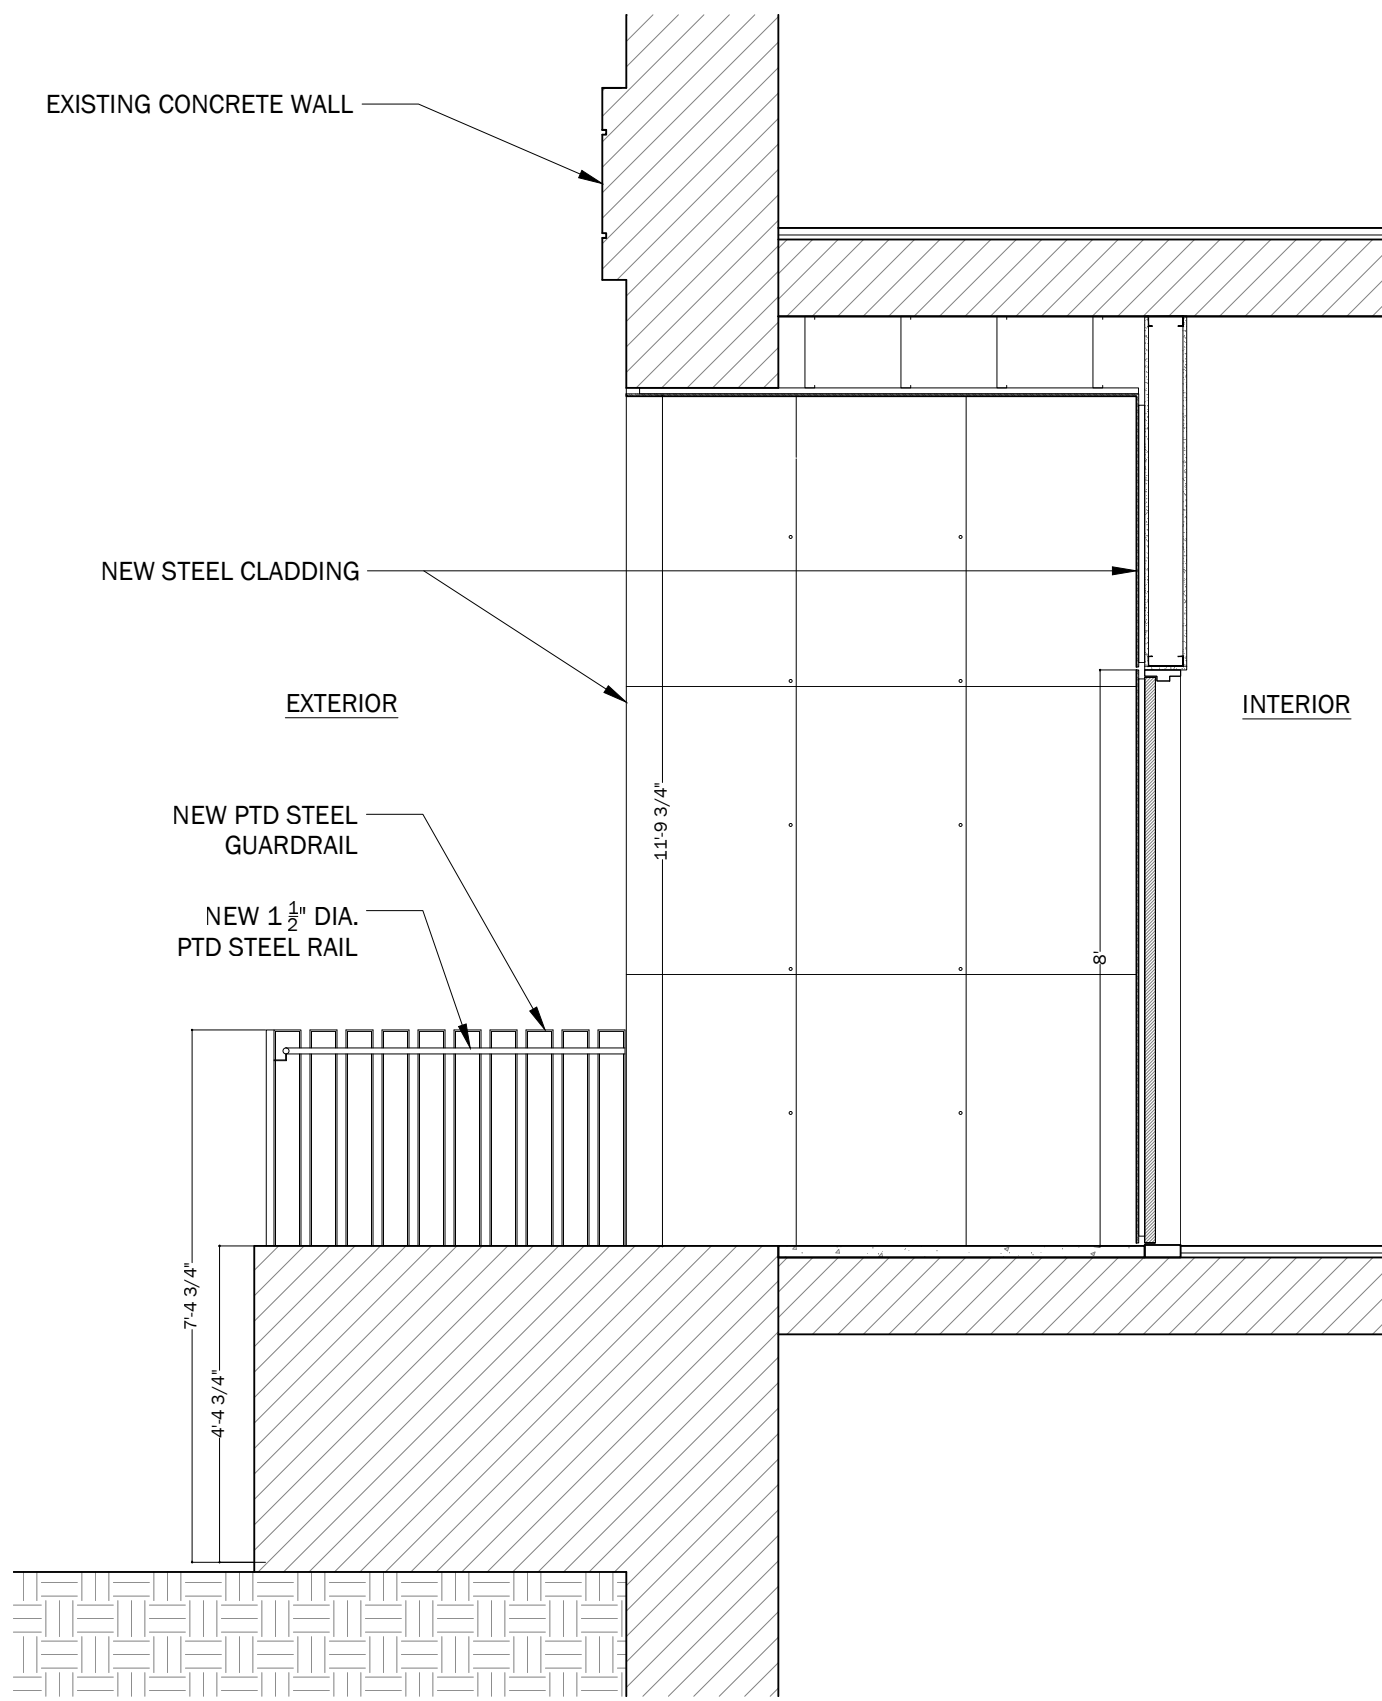 EXISTING CONCRETE WALL
NEW STEEL CLADDING
EXTERIOR
INTERIOR
NEW PTD STEEL
GUARDRAIL
11'-9 3/4"
NEW 1 1/2" DIA.
PTD STEEL RAIL
8'
7'-4 3/4"
4'-4 3/4"